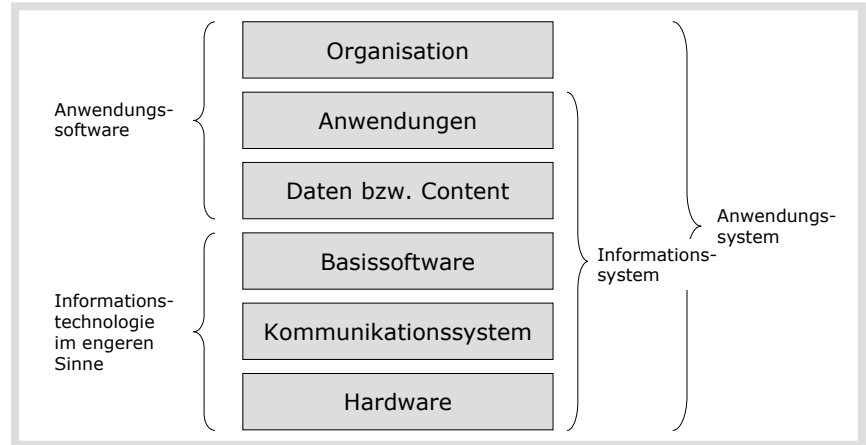 Organisation
Anwendungs-
software
Anwendungen
Daten bzw. Content
Anwendungs-
system
Basissoftware
Informations-
system
Informations-
technologie
im engeren
Sinne
Kommunikationssystem
Hardware